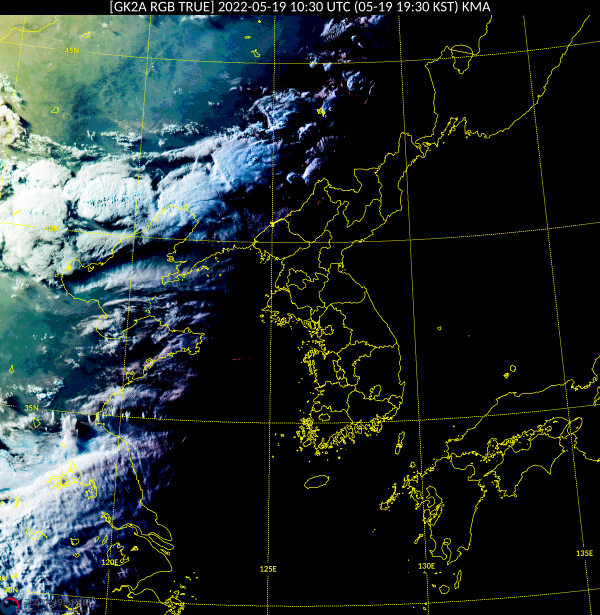 [GK2A RGB TRUE] 2022-05-19 10:30 UTC (05-19 19:30 KST) KMA
45N
35N
135E
130E
125E
120E